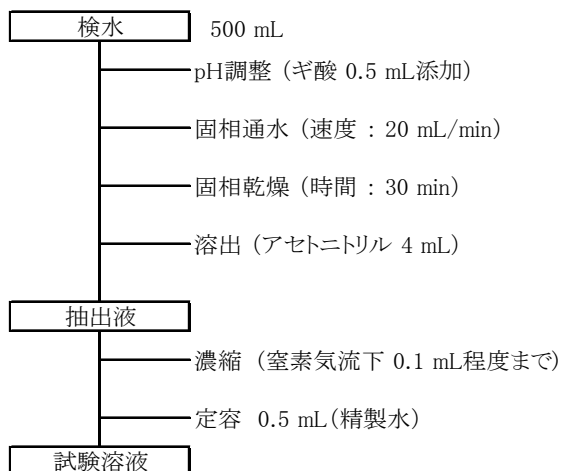 検水 500 mL
pH調整 (ギ酸 0.5 mL添加)
固相通水 (速度 : 20 mL/min)
固相乾燥 (時間 : 30 min)
溶出 (アセトニトリル 4 mL)
抽出液
濃縮 (窒素気流下 0.1 mL程度まで)
定容 0.5 mL(精製水)
試験溶液